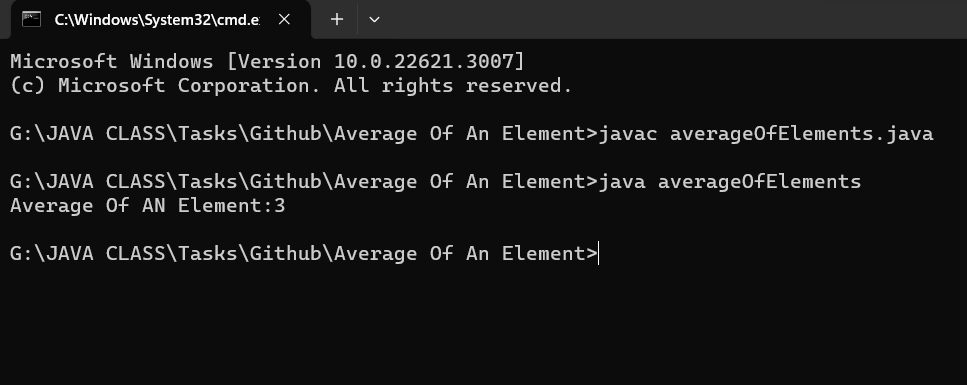 C:\Windows\System32\cmd.e
Microsoft Windows [Version 10.0.22621.3007]
(c) Microsoft Corporation. All rights reserved.
G:\JAVA CLASS\Tasks\Github\Average Of An Element>javac averageOfElements.java
G:\JAVA CLASS\Tasks\Github\Average Of An Element>java averageOfElements
Average Of AN Element:3
G:\JAVA CLASS\Tasks\Github\Average Of An Element>